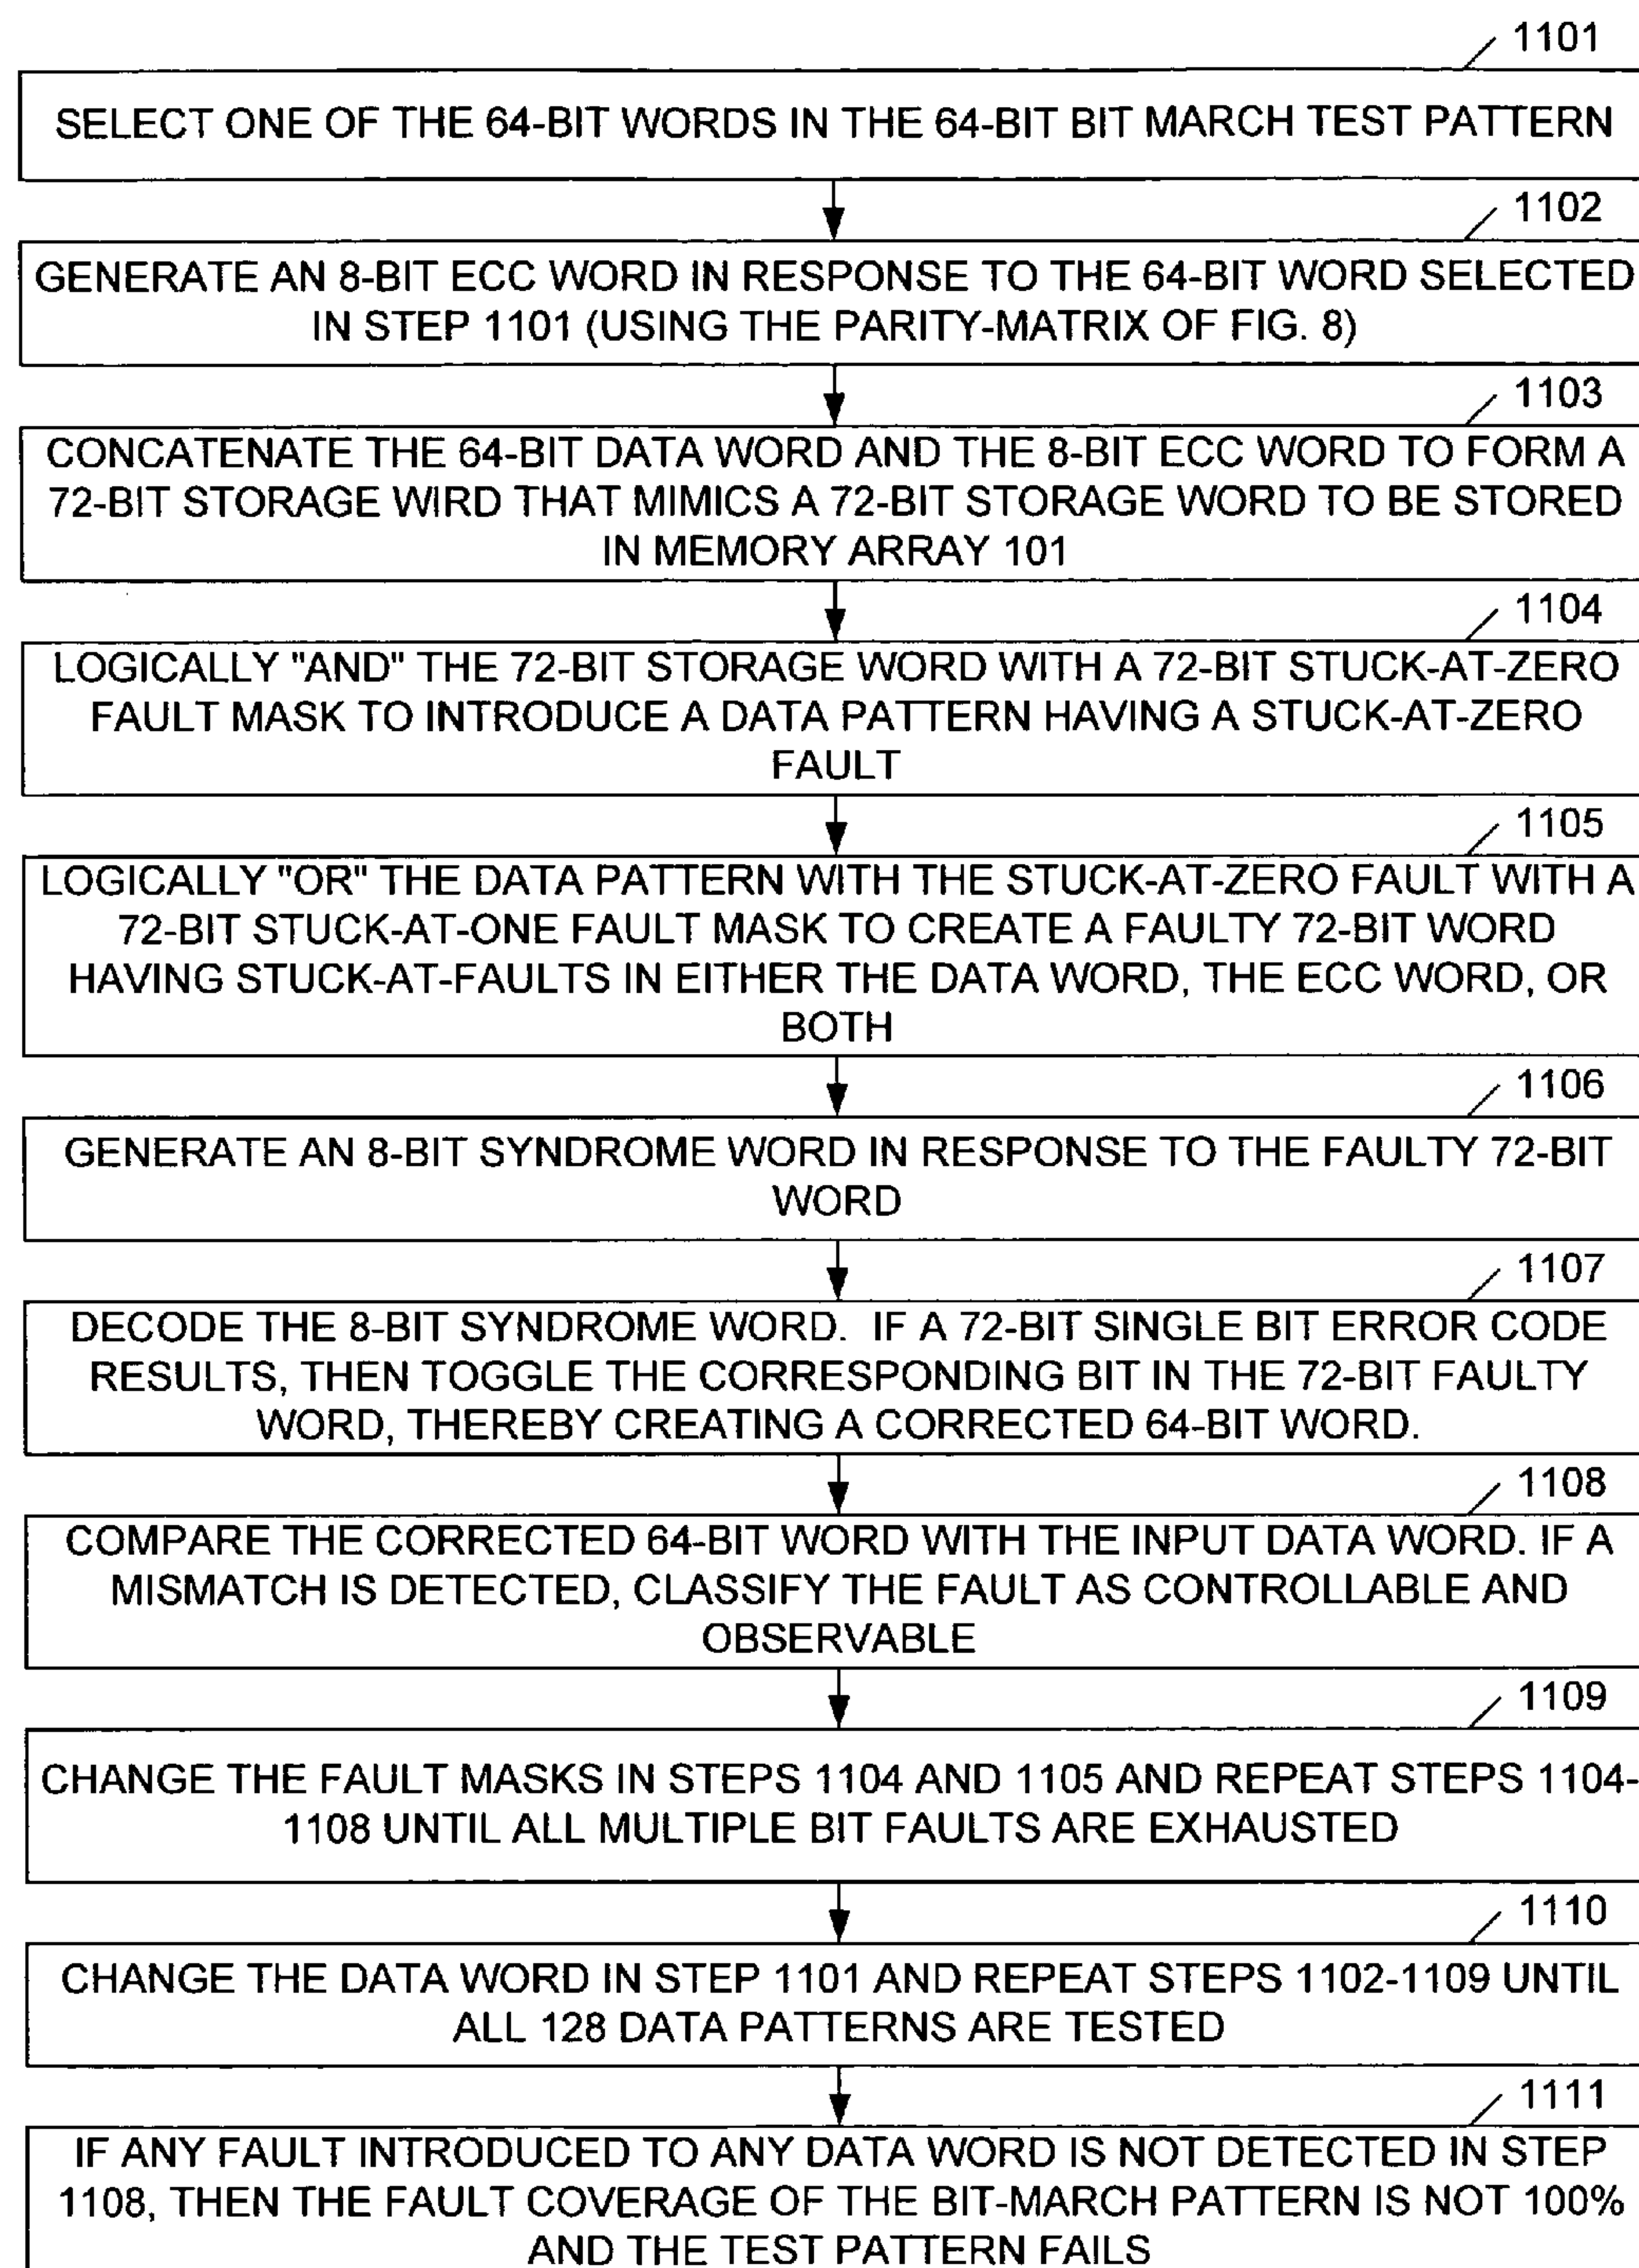 1101
SELECT ONE OF THE 64-BIT WORDS IN THE 64-BIT BIT MARCH TEST PATTERN
1102
GENERATE AN 8-BIT ECC WORD IN RESPONSE TO THE 64-BIT WORD SELECTED
IN STEP 1101 (USING THE PARITY-MATRIX OF FIG. 8)
1103
CONCATENATE THE 64-BIT DATA WORD AND THE 8-BIT ECC WORD TO FORM A
72-BIT STORAGE WIRD THAT MIMICS A 72-BIT STORAGE WORD TO BE STORED
IN MEMORY ARRAY 101
1104
LOGICALLY "AND" THE 72-BIT STORAGE WORD WITH A 72-BIT STUCK-AT-ZERO
FAULT MASK TO INTRODUCE A DATA PATTERN HAVING A STUCK-AT-ZERO
FAULT
1105
LOGICALLY "OR" THE DATA PATTERN WITH THE STUCK-AT-ZERO FAULT WITH A
72-BIT STUCK-AT-ONE FAULT MASK TO CREATE A FAULTY 72-BIT WORD
HAVING STUCK-AT-FAULTS IN EITHER THE DATA WORD, THE ECC WORD, OR
BOTH
1106
GENERATE AN 8-BIT SYNDROME WORD IN RESPONSE TO THE FAULTY 72-BIT
WORD
1107
DECODE THE 8-BIT SYNDROME WORD. IF A 72-BIT SINGLE BIT ERROR CODE
RESULTS, THEN TOGGLE THE CORRESPONDING BIT IN THE 72-BIT FAULTY
WORD, THEREBY CREATING A CORRECTED 64-BIT WORD.
1108
COMPARE THE CORRECTED 64-BIT WORD WITH THE INPUT DATA WORD. IF A
MISMATCH IS DETECTED, CLASSIFY THE FAULT AS CONTROLLABLE AND
OBSERVABLE
1109
CHANGE THE FAULT MASKS IN STEPS 1104 AND 1105 AND REPEAT STEPS 1104-
1108 UNTIL ALL MULTIPLE BIT FAULTS ARE EXHAUSTED
1110
CHANGE THE DATA WORD IN STEP 1101 AND REPEAT STEPS 1102-1109 UNTIL
ALL 128 DATA PATTERNS ARE TESTED
1111
IF ANY FAULT INTRODUCED TO ANY DATA WORD IS NOT DETECTED IN STEP
1108, THEN THE FAULT COVERAGE OF THE BIT-MARCH PATTERN IS NOT 100%
AND THE TEST PATTERN FAILS